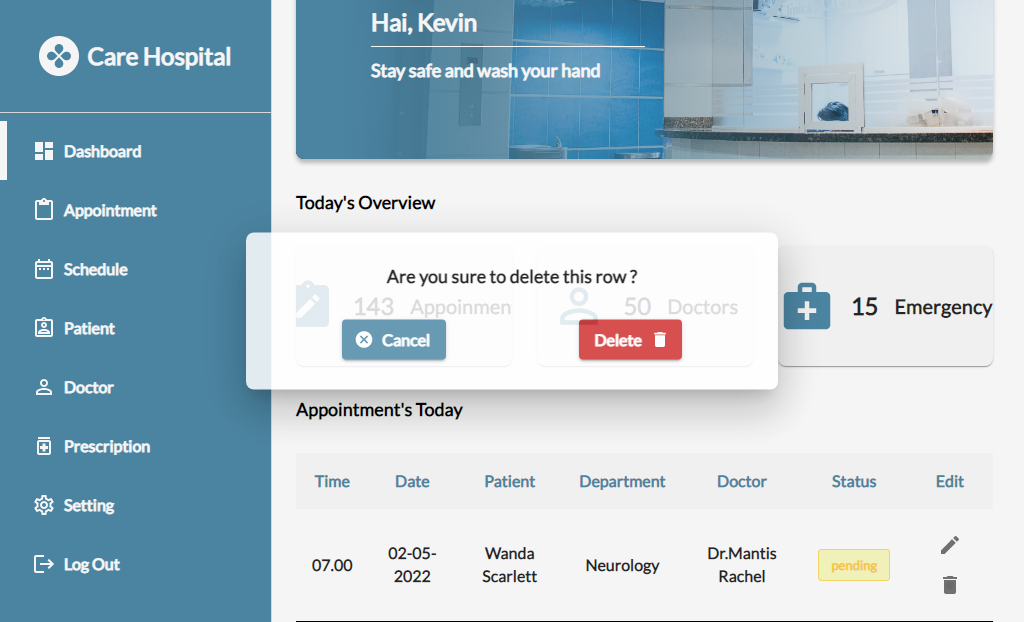 Care Hospital
Dashboard
Appointment
Schedule
Patient
Doctor
Prescription
Setting
Log Out
Hai, Kevin
Stay safe and wash your hand
Today's Overview
Are you sure to delete this row ?
Cancel
Delete
143 Appoinmen
50 Doctors
15 Emergency
Appointment's Today
Time Date Patient Department Doctor Status Edit
07.00 02-05-2022 Wanda Scarlett Neurology Dr.Mantis Rachel pending